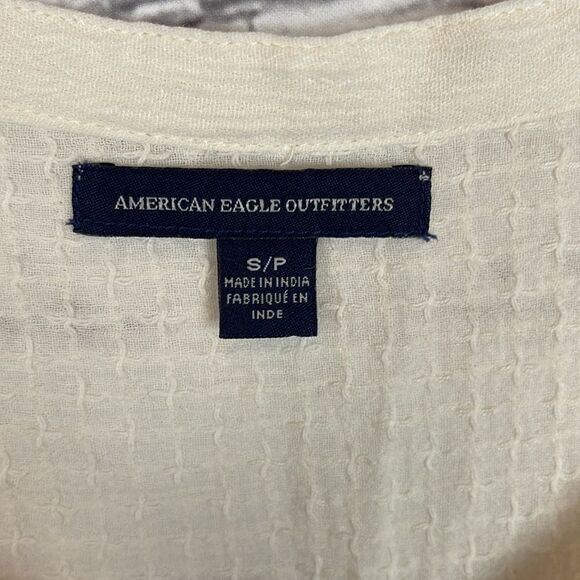 AMERICAN EAGLE OUTFITTERS
S/P
MADE IN INDIA
FABRIQUÉ EN
INDE